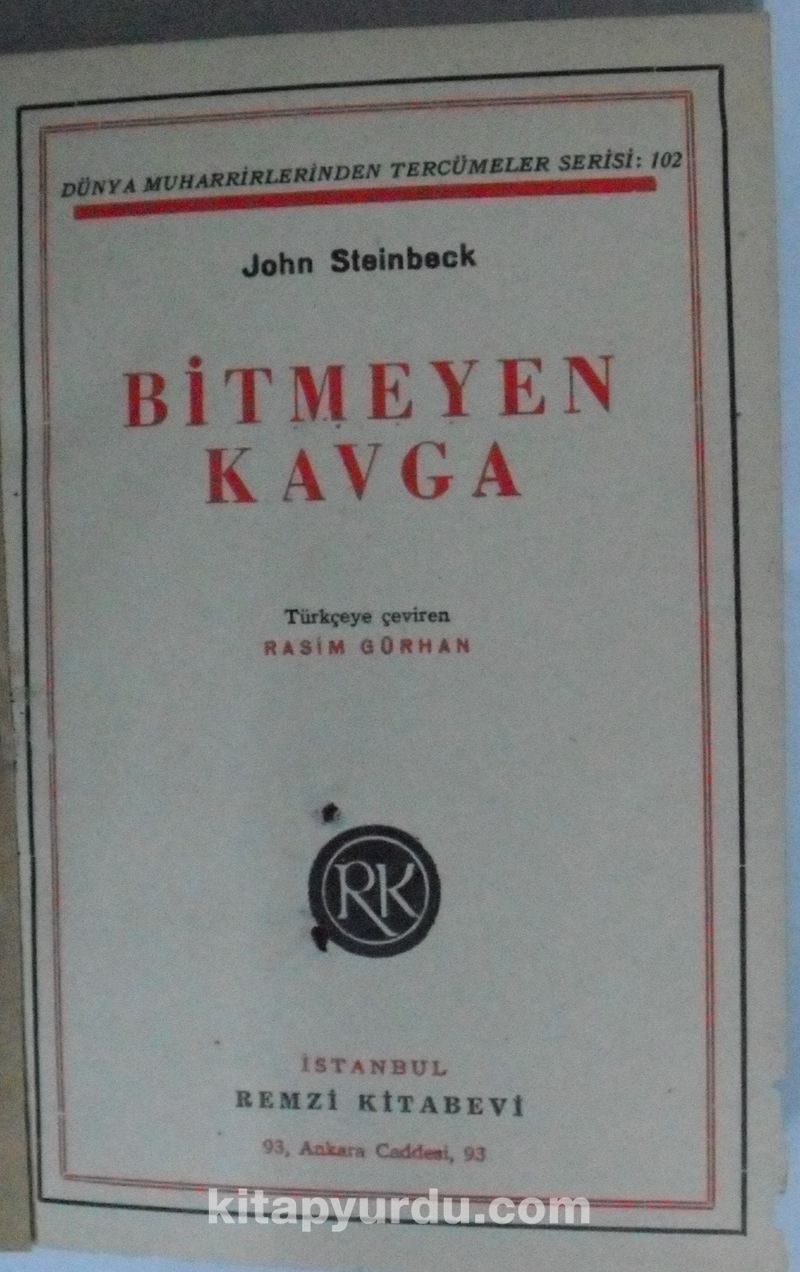 DÜNYA MUHARRİRLERİNDEN TERCÜMELER SERİSİ: 102
John Steinbeck
BİTMEYEN
KAVGA
Türkçeye çeviren
RASİM GÜRHAN
RK
İSTANBUL
REMZİ KİTABEVİ
93, Ankara Caddesi, 93
kitapyurdu.com